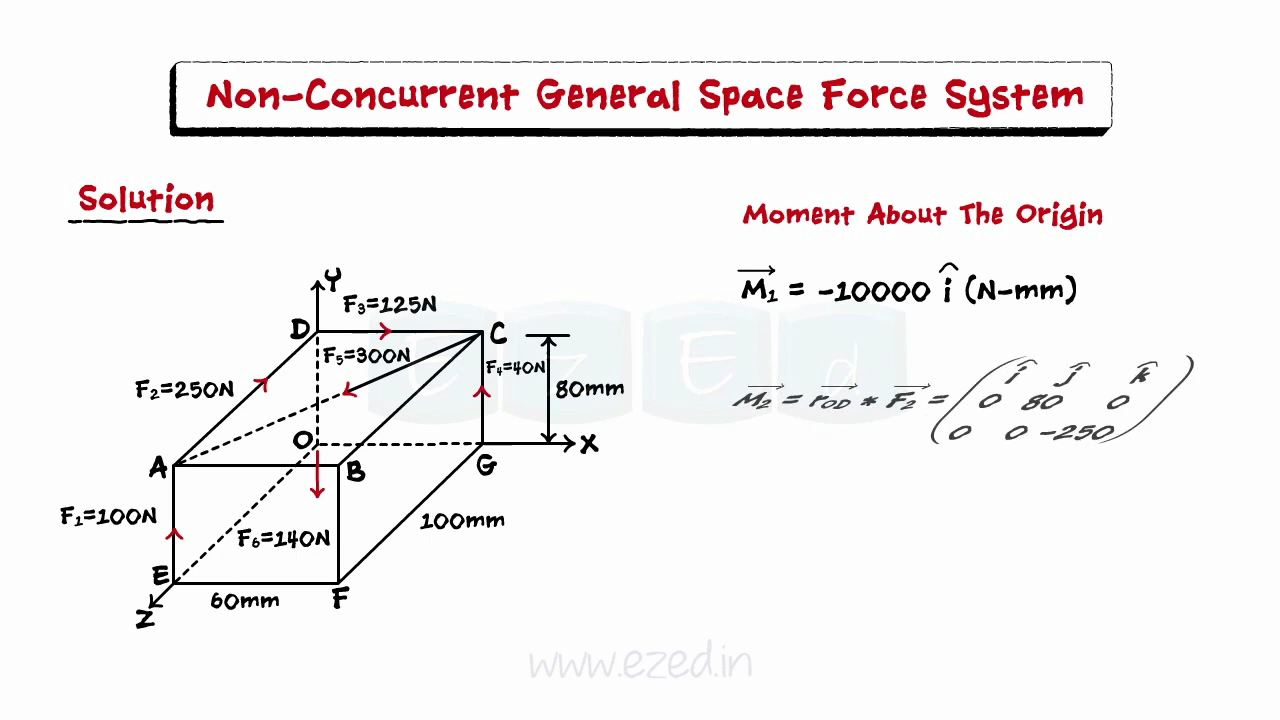 Non-Concurrent General Space Force System
Solution
Moment About The Origin
M₁ = -10000 î (N-mm)
M₂ = r_OD * F₂ = ( î ĵ k̂
0 80 0
0 0 -250 )
Y
F₃=125N
D
C
F₅=300N
F₄=40N
F₂=250N
80mm
O
X
A
B
G
F₁=100N
100mm
F₆=140N
E
60mm
F
Z
EZEd
www.ezed.in